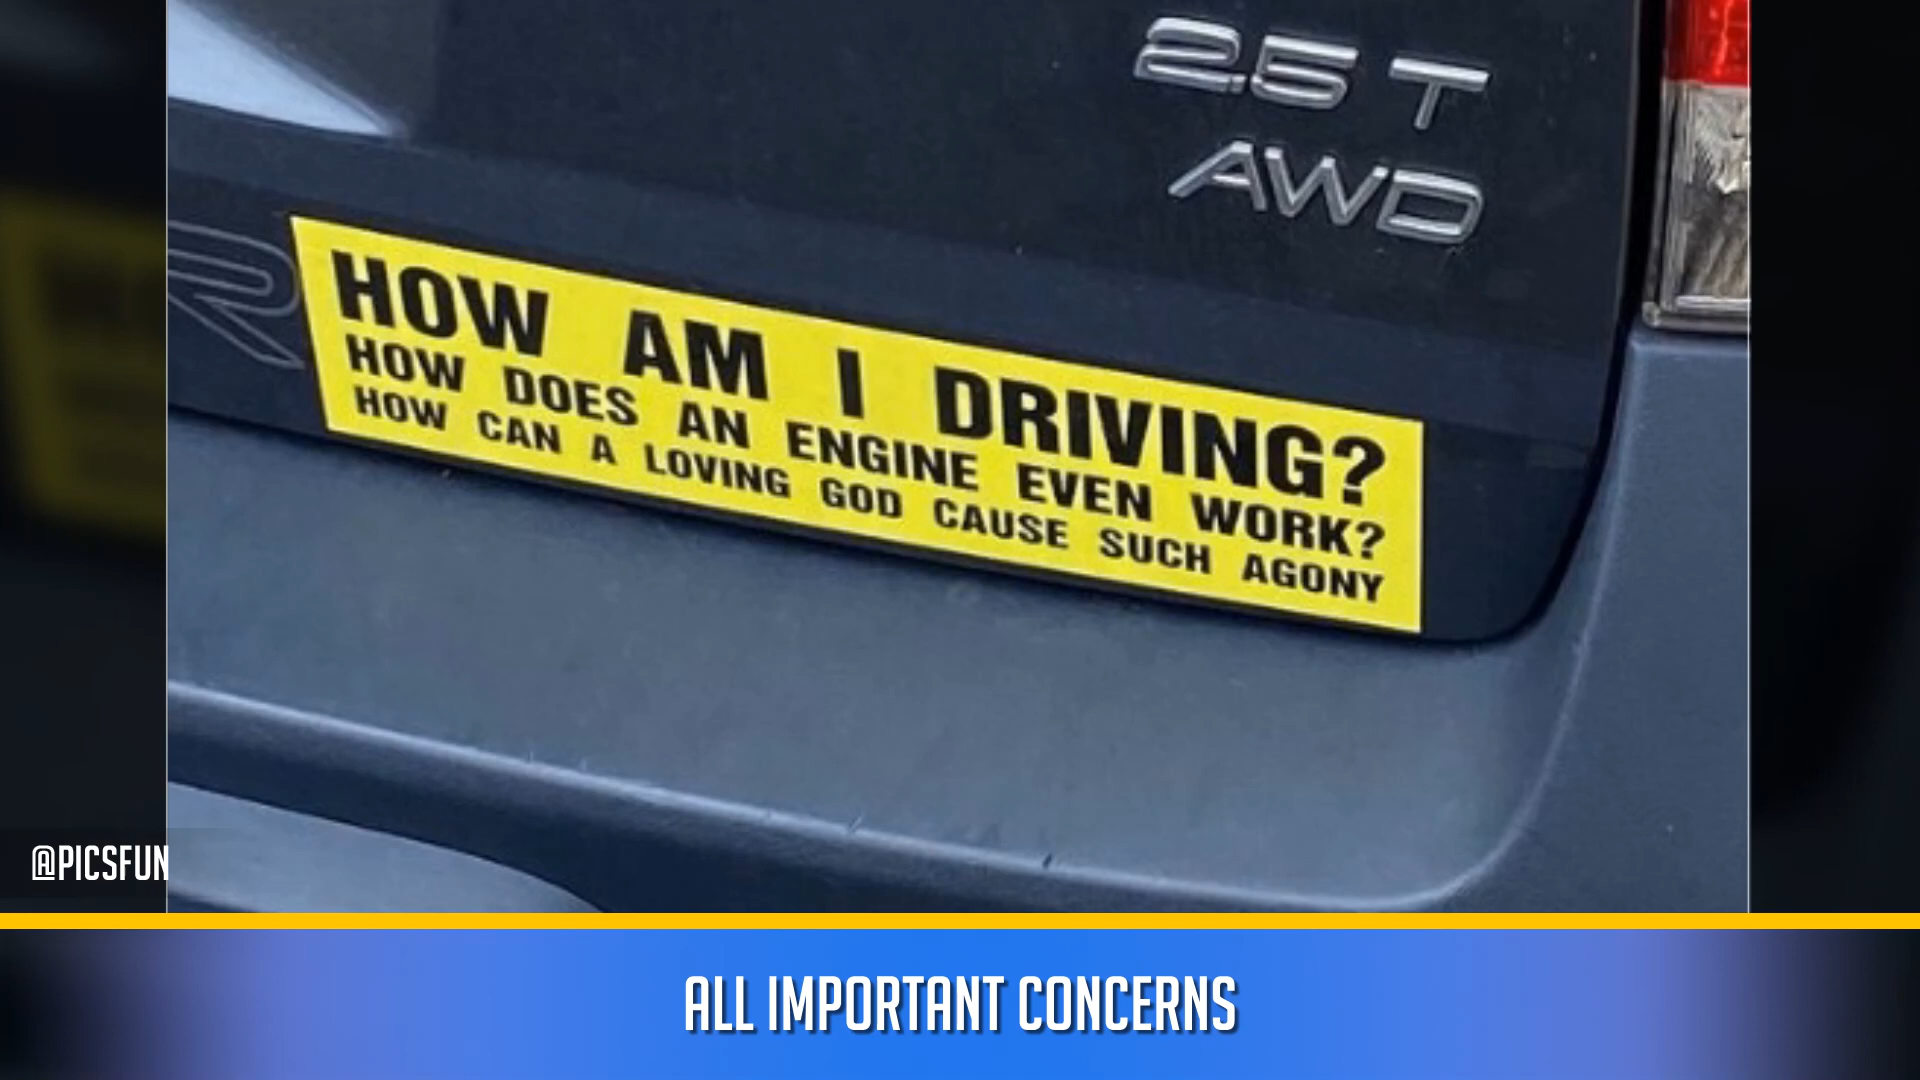 2.5 T
AWD
R
HOW AM I DRIVING?
HOW DOES AN ENGINE EVEN WORK?
HOW CAN A LOVING GOD CAUSE SUCH AGONY
@PICSFUN
ALL IMPORTANT CONCERNS